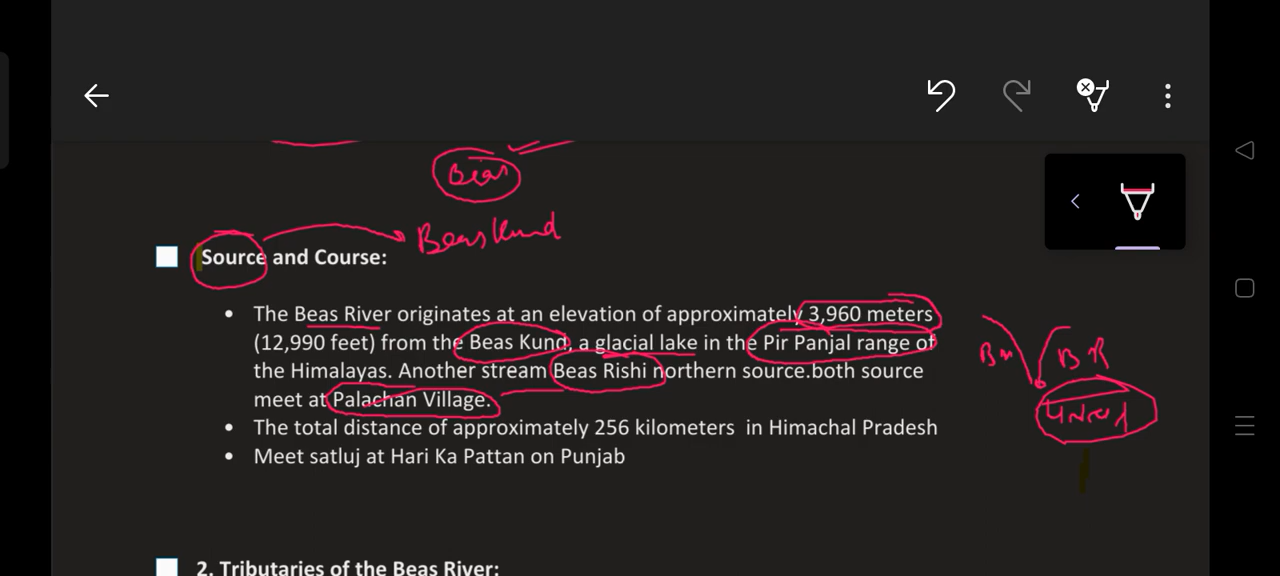 Bias
Beas Kund
Source and Course:
• The Beas River originates at an elevation of approximately 3,960 meters
(12,990 feet) from the Beas Kund, a glacial lake in the Pir Panjal range of
the Himalayas. Another stream Beas Rishi northern source.both source
meet at Palachan Village.
• The total distance of approximately 256 kilometers in Himachal Pradesh
• Meet satluj at Hari Ka Pattan on Punjab
B R
2. Tributaries of the Beas River: